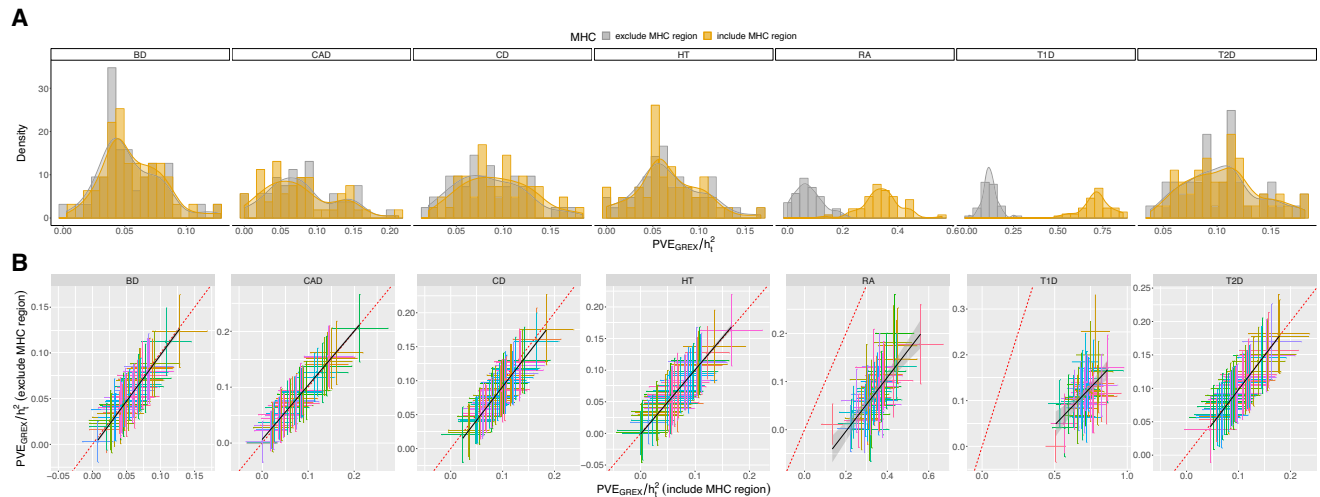 A
MHC exclude MHC region include MHC region
BD CAD CD HT RA T1D T2D
Density
30
20
10
0
0.00 0.05 0.10 0.00 0.05 0.10 0.15 0.20 0.05 0.10 0.15 0.00 0.05 0.10 0.15 0.0 0.2 0.4 0.6 0.00 0.25 0.50 0.75 0.05 0.10 0.15
PVE_GREX/h_t^2
B
BD CAD CD HT RA T1D T2D
PVE_GREX/h_t^2 (exclude MHC region)
0.15 0.2 0.20 0.20 0.2 0.3 0.25
0.10 0.1 0.15 0.15 0.1 0.2 0.20
0.05 0.0 0.10 0.10 0.0 0.1 0.15
0.00 0.05 0.05 0.0 0.10
0.00 0.00 0.05
−0.05 0.00
−0.05 0.00 0.05 0.10 0.15 0.0 0.1 0.2 0.0 0.1 0.2 0.0 0.1 0.2 0.0 0.2 0.4 0.6 0.0 0.5 1.0 0.0 0.1 0.2
PVE_GREX/h_t^2 (include MHC region)